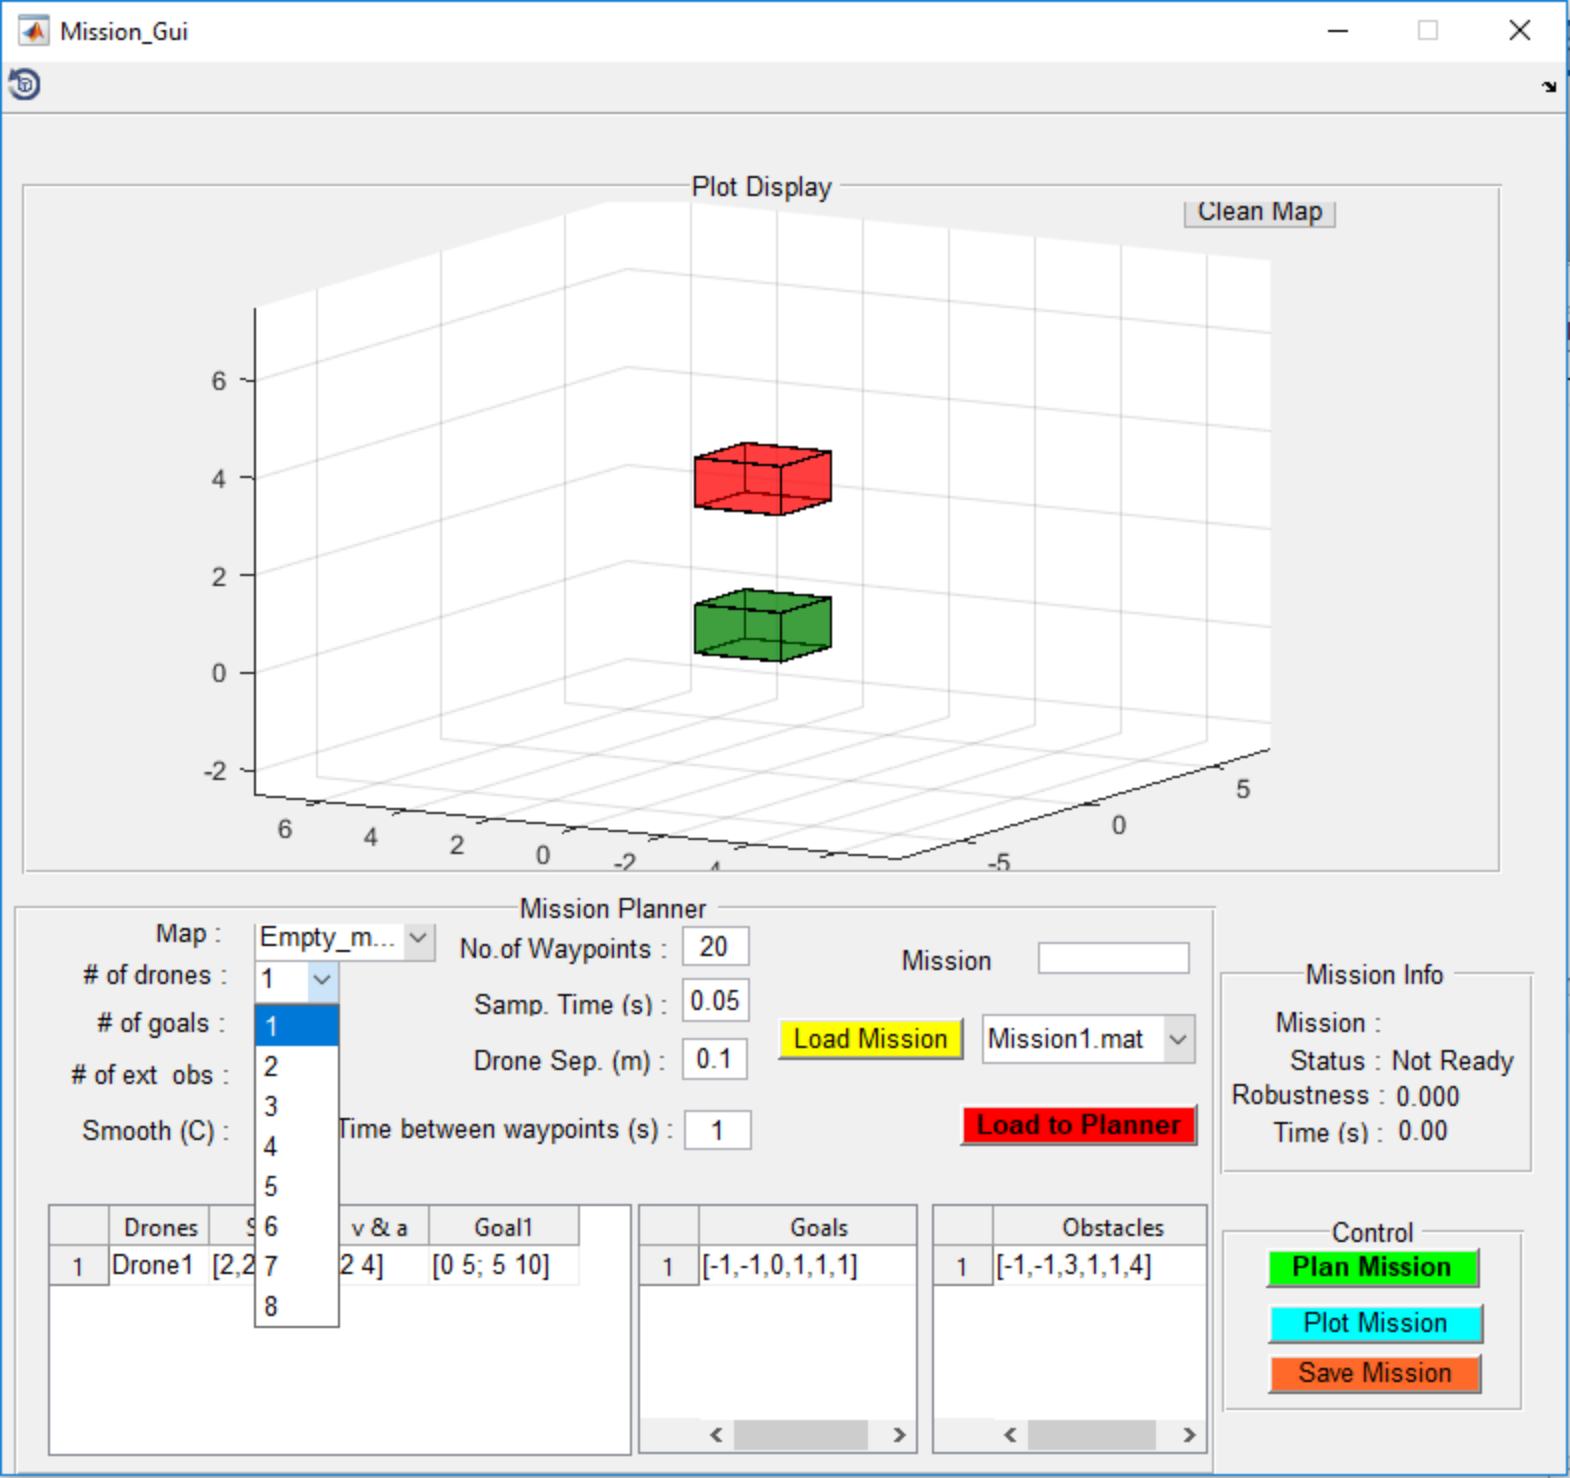 Mission_Gui
Plot Display
Clean Map
6
4
2
0
-2
6
4
2
0
-2
-5
0
5
Mission Planner
Map :
Empty_m...
# of drones :
1
# of goals :
# of ext obs :
Smooth (C) :
1
2
3
4
5
6
7
8
No.of Waypoints :
20
Samp. Time (s) :
0.05
Drone Sep. (m) :
0.1
Time between waypoints (s) :
1
Mission
Load Mission
Mission1.mat
Load to Planner
Mission Info
Mission :
Status : Not Ready
Robustness : 0.000
Time (s) : 0.00
Drones v & a Goal1
1 Drone1 [2,2 2 4] [0 5; 5 10]
Goals
1 [-1,-1,0,1,1,1]
Obstacles
1 [-1,-1,3,1,1,4]
Control
Plan Mission
Plot Mission
Save Mission